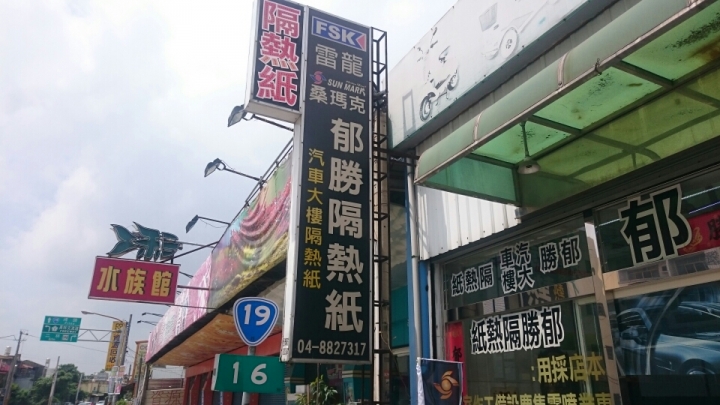 隔熱紙
FSK
雷龍
SUN MARK
桑瑪克
郁勝隔熱紙
汽車大樓隔熱紙
04-8827317
水族館
19
16
郁
郁勝 汽車大樓 隔熱紙
郁勝隔熱紙
本店採用: